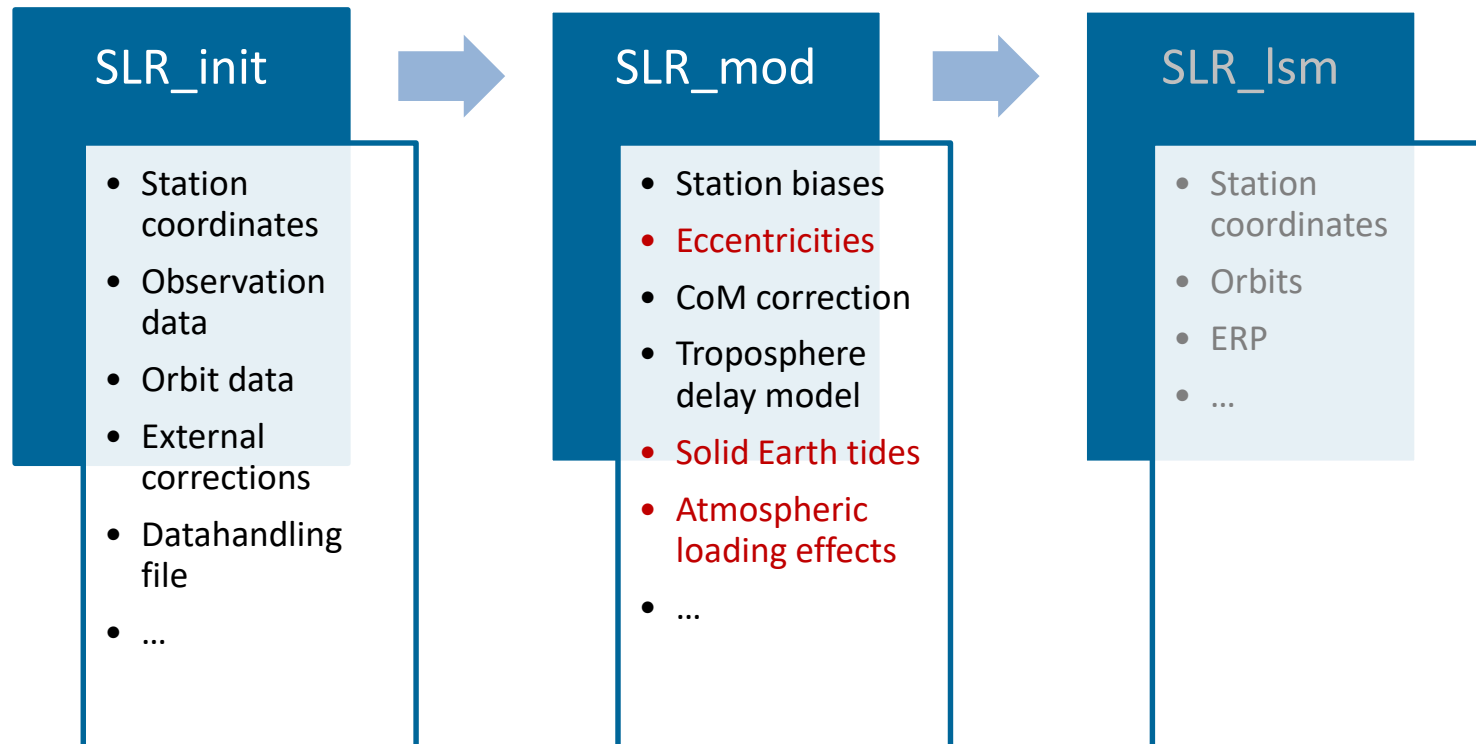 SLR_init
• Station
coordinates
• Observation
data
• Orbit data
• External
corrections
• Datahandling
file
• …
SLR_mod
• Station biases
• Eccentricities
• CoM correction
• Troposphere
delay model
• Solid Earth tides
• Atmospheric
loading effects
• …
SLR_lsm
• Station
coordinates
• Orbits
• ERP
• …